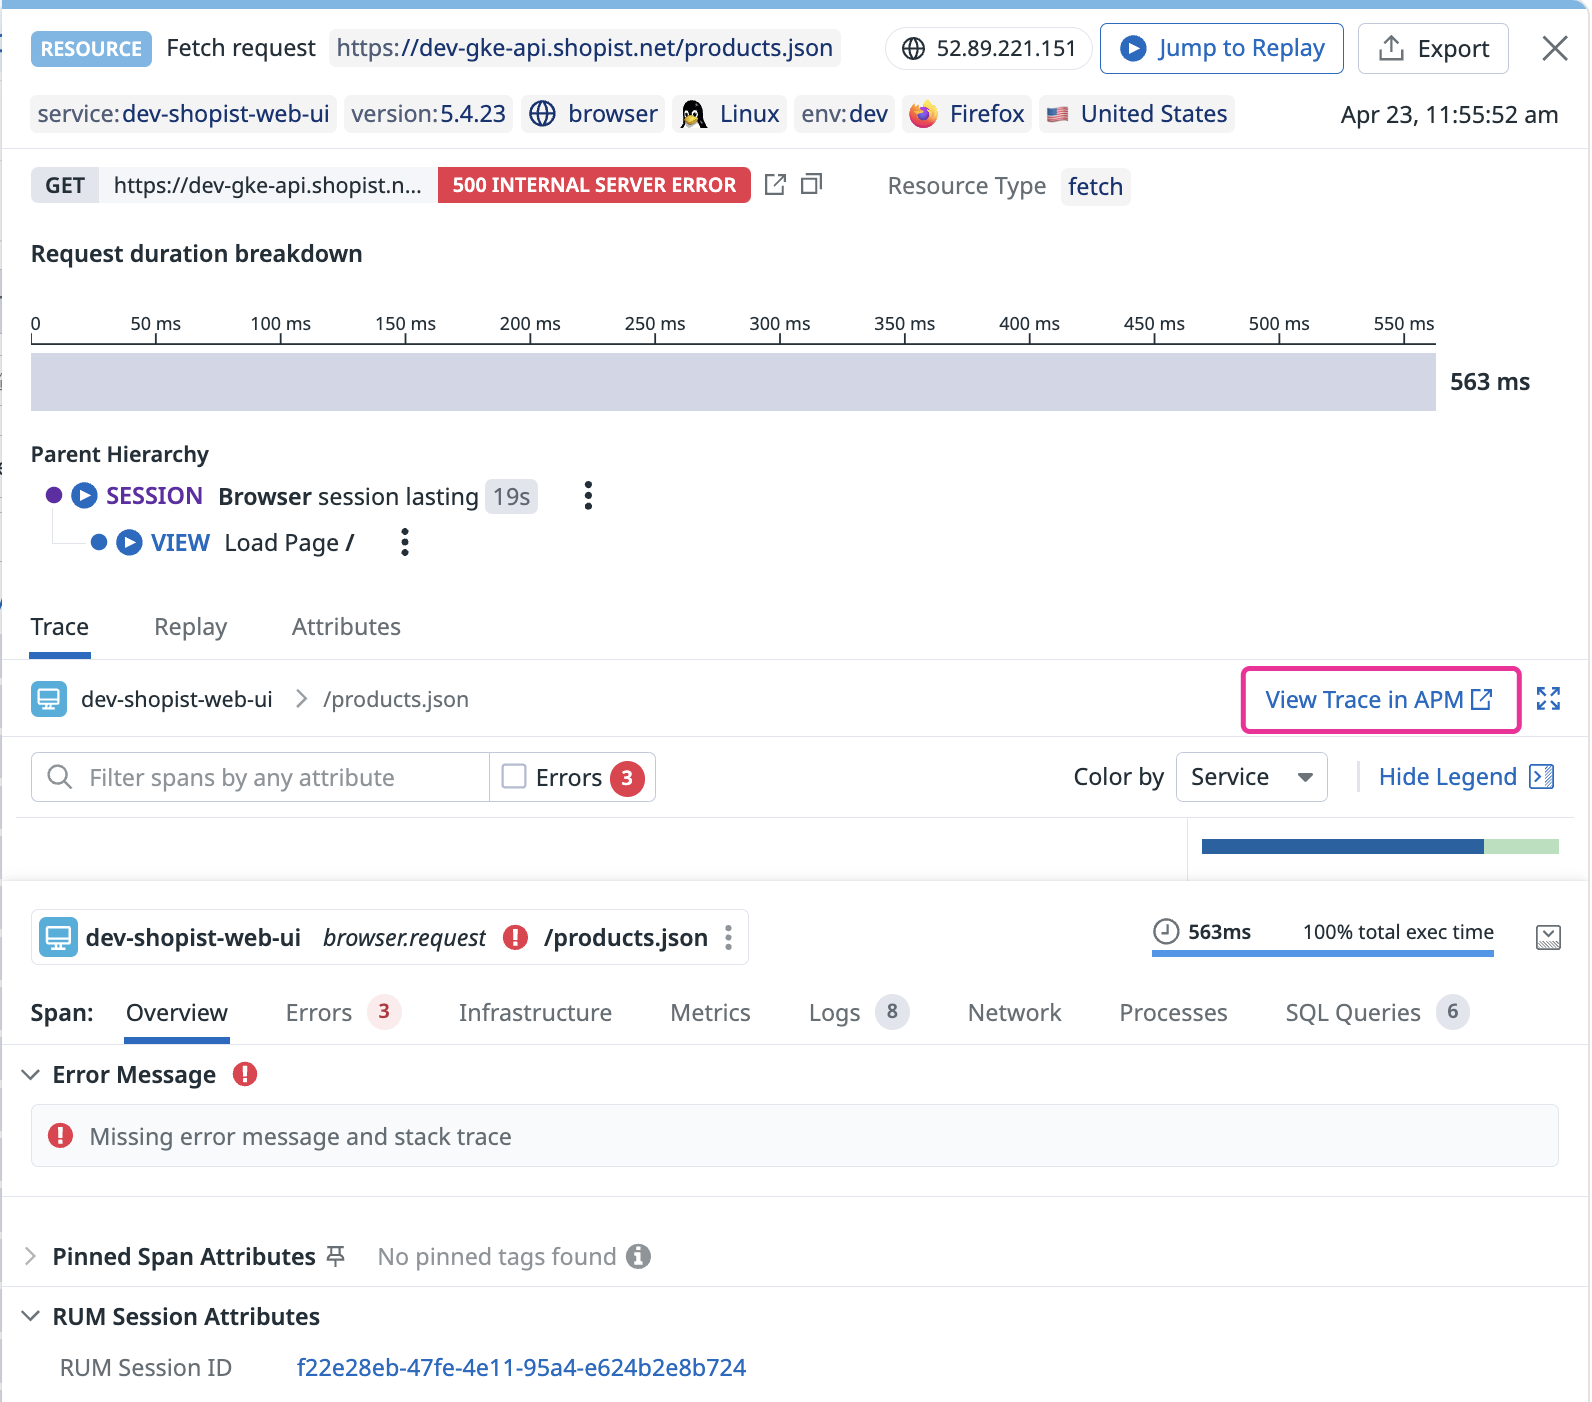 RESOURCE Fetch request https://dev-gke-api.shopist.net/products.json 52.89.221.151 Jump to Replay Export
service:dev-shopist-web-ui version:5.4.23 browser Linux env:dev Firefox United States Apr 23, 11:55:52 am
GET https://dev-gke-api.shopist.n... 500 INTERNAL SERVER ERROR Resource Type fetch
Request duration breakdown
0 50 ms 100 ms 150 ms 200 ms 250 ms 300 ms 350 ms 400 ms 450 ms 500 ms 550 ms
563 ms
Parent Hierarchy
SESSION Browser session lasting 19s
VIEW Load Page /
Trace Replay Attributes
dev-shopist-web-ui /products.json View Trace in APM
Filter spans by any attribute Errors 3 Color by Service Hide Legend
dev-shopist-web-ui browser.request /products.json 563ms 100% total exec time
Span: Overview Errors 3 Infrastructure Metrics Logs 8 Network Processes SQL Queries 6
Error Message
Missing error message and stack trace
Pinned Span Attributes No pinned tags found
RUM Session Attributes
RUM Session ID f22e28eb-47fe-4e11-95a4-e624b2e8b724